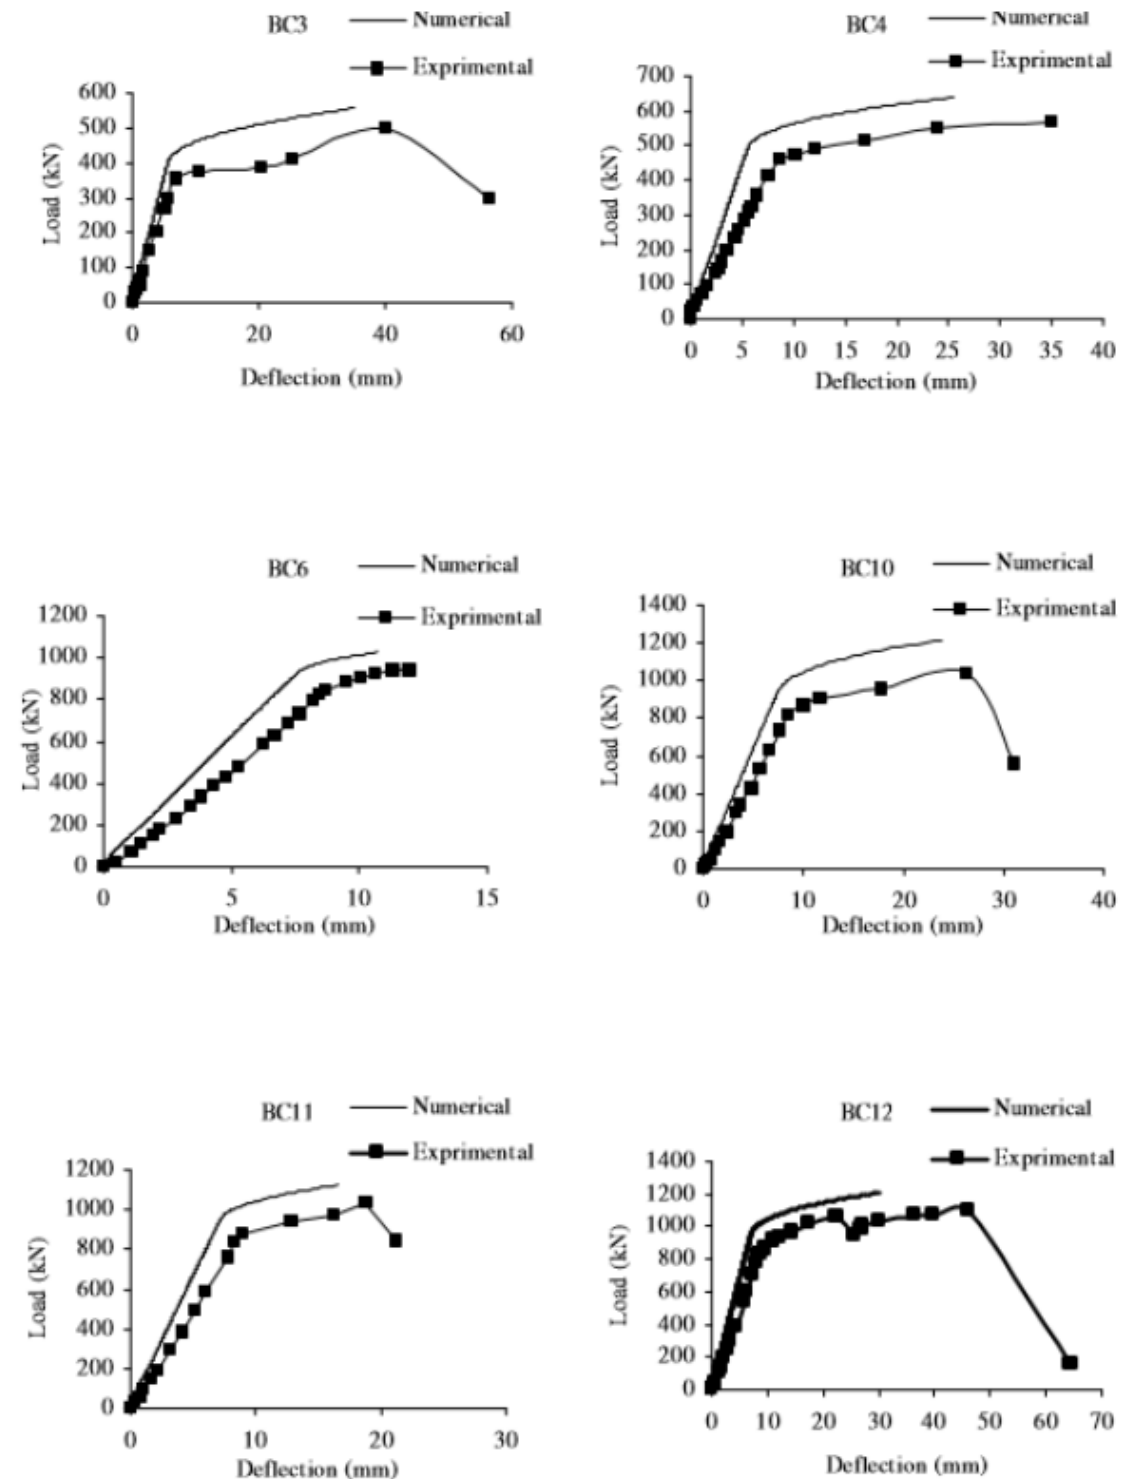 BC3
Numerical
Exprimental
600
500
400
300
200
100
0
Load (kN)
0 20 40 60
Deflection (mm)
BC4
Numerical
Exprimental
700
600
500
400
300
200
100
0
Load (kN)
0 5 10 15 20 25 30 35 40
Deflection (mm)
BC6
Numerical
Exprimental
1200
1000
800
600
400
200
0
Load (kN)
0 5 10 15
Deflection (mm)
BC10
Numerical
Exprimental
1400
1200
1000
800
600
400
200
0
Load (kN)
0 10 20 30 40
Deflection (mm)
BC11
Numerical
Exprimental
1200
1000
800
600
400
200
0
Load (kN)
0 10 20 30
Deflection (mm)
BC12
Numerical
Exprimental
1400
1200
1000
800
600
400
200
0
Load (kN)
0 10 20 30 40 50 60 70
Deflection (mm)